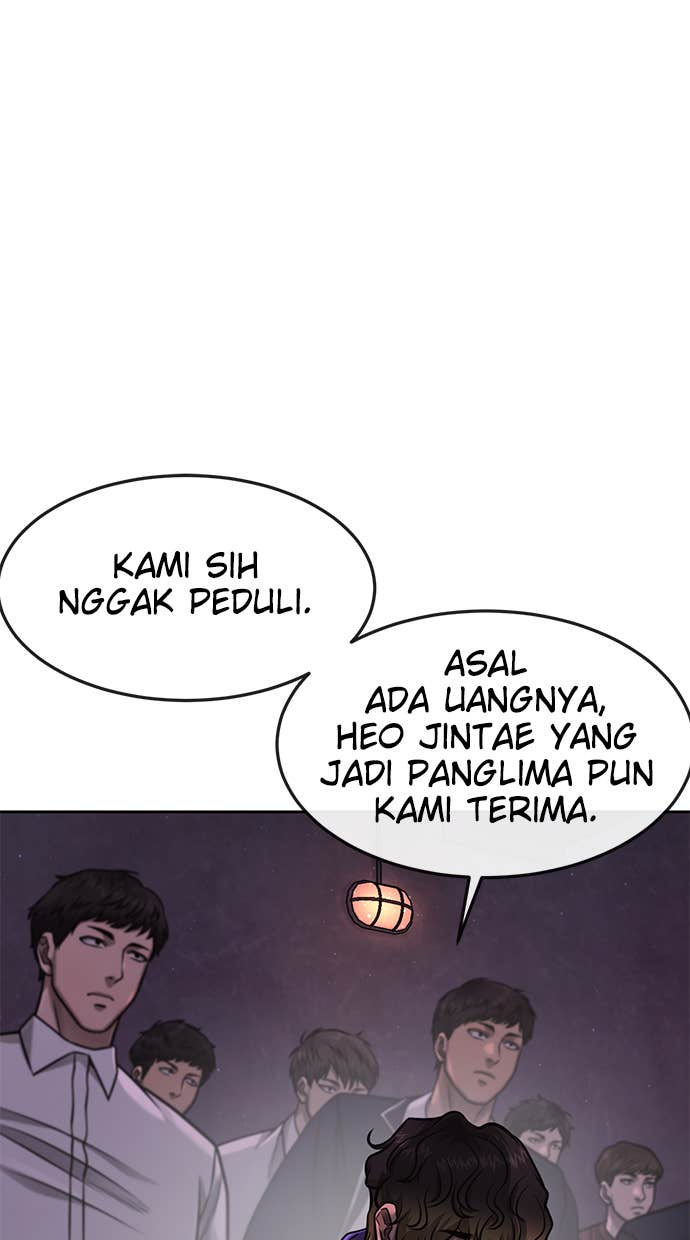 KAMI SIH
NGGAK PEDULI.
ASAL
ADA UANGNYA,
HEO JINTAE YANG
JADI PANGLIMA PUN
KAMI TERIMA.